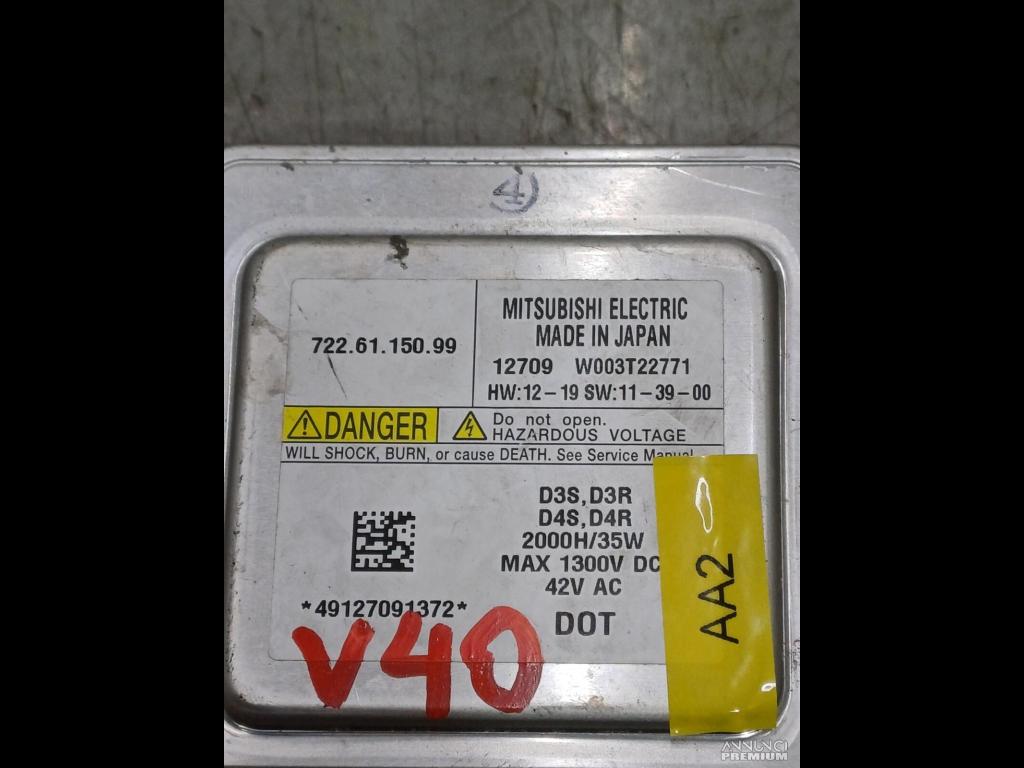 4
722.61.150.99
MITSUBISHI ELECTRIC
MADE IN JAPAN
12709 W003T22771
HW:12-19 SW:11-39-00
DANGER
Do not open.
HAZARDOUS VOLTAGE
WILL SHOCK, BURN, or cause DEATH. See Service Manual
D3S, D3R
D4S, D4R
2000H/35W
MAX 1300V DC
42V AC
*49127091372*
DOT
V40
AA2
ANNUNCI
PREMIUM